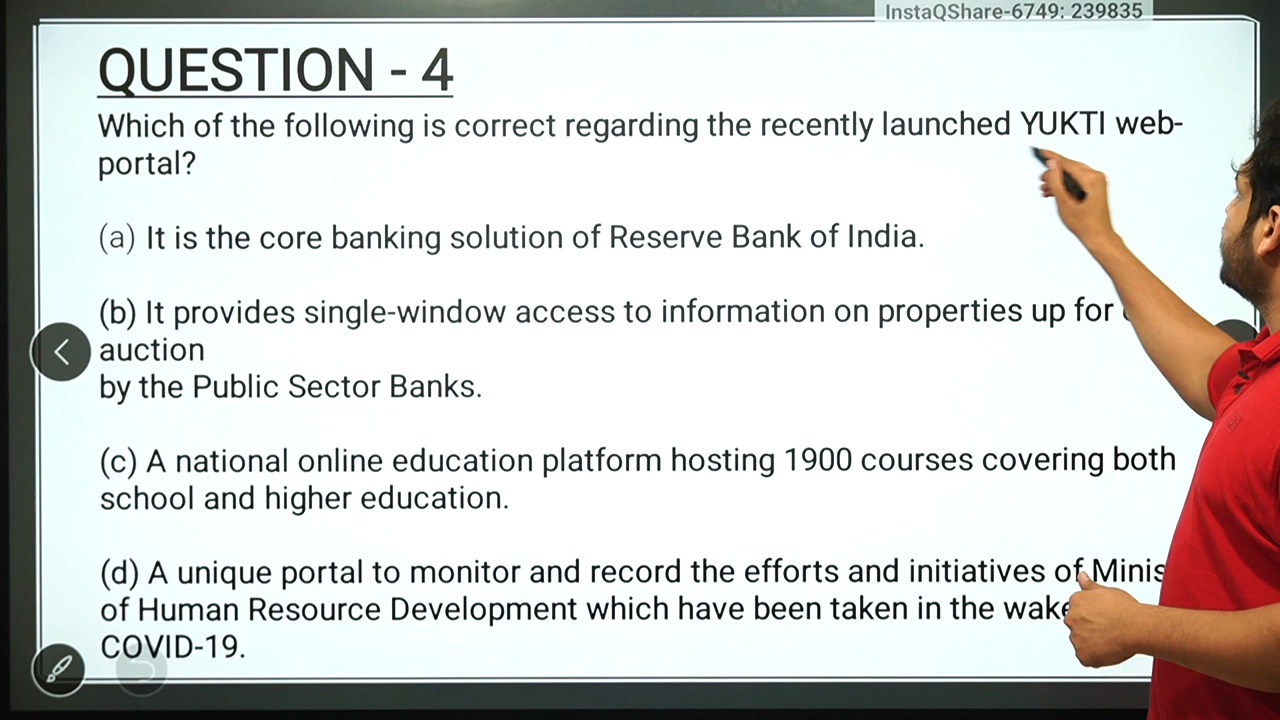 InstaQShare-6749: 239835
QUESTION - 4
Which of the following is correct regarding the recently launched YUKTI web-
portal?
(a) It is the core banking solution of Reserve Bank of India.
(b) It provides single-window access to information on properties up for
auction
by the Public Sector Banks.
(c) A national online education platform hosting 1900 courses covering both
school and higher education.
(d) A unique portal to monitor and record the efforts and initiatives of
of Human Resource Development which have been taken in the wake
COVID-19.